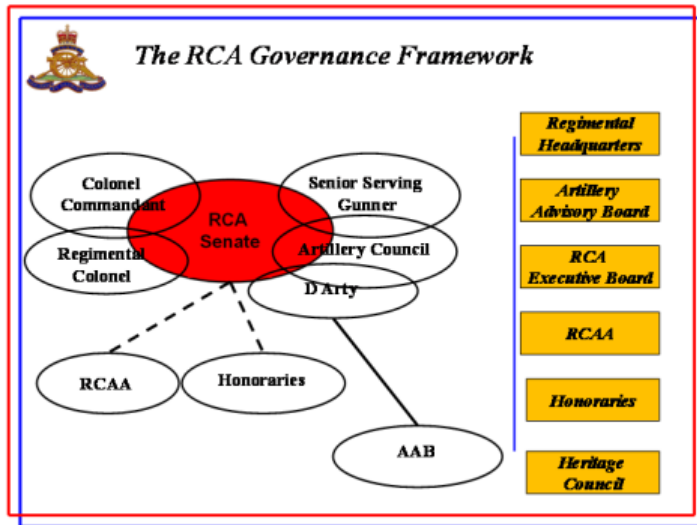 The RCA Governance Framework
Colonel
Commandant
RCA
Senate
Senior Serving
Gunner
Regimental
Colonel
Artillery Council
D Arty
RCAA
Honoraries
AAB
Regimental
Headquarters
Artillery
Advisory Board
RCA
Executive Board
RCAA
Honoraries
Heritage
Council